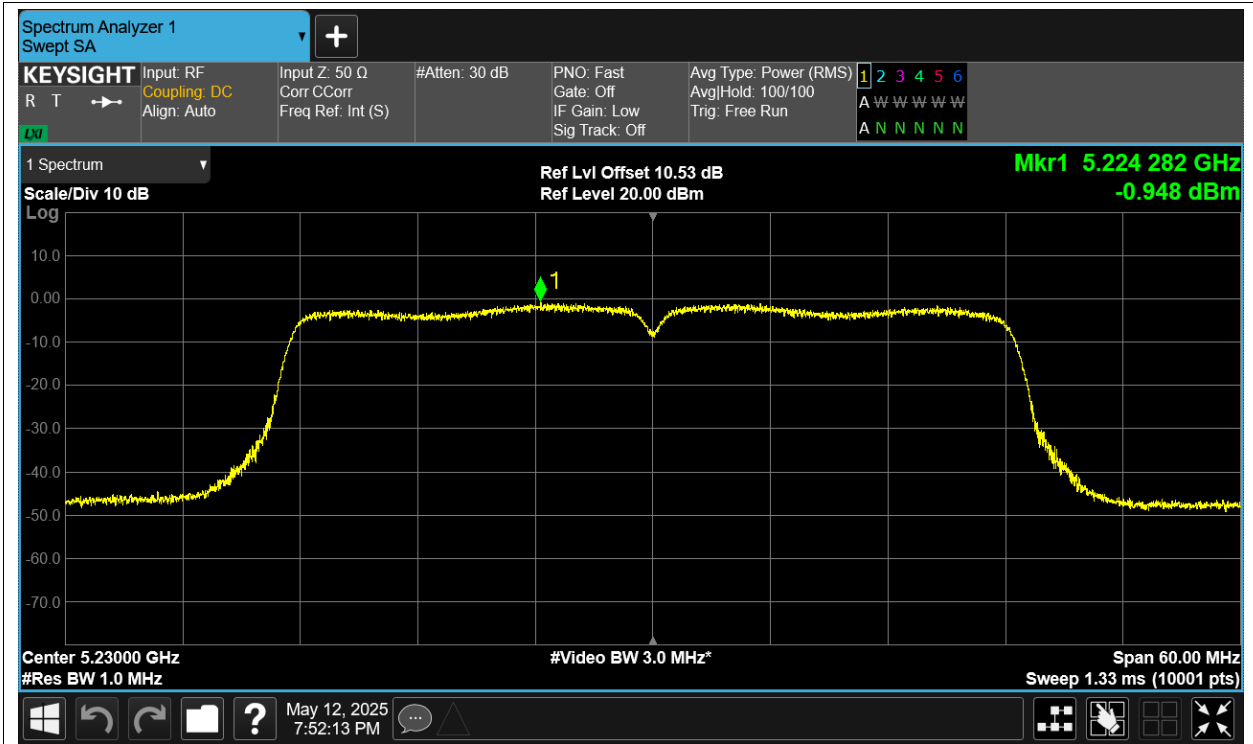 Spectrum Analyzer 1
Swept SA
KEYSIGHT
R T
LXI
Input: RF
Coupling: DC
Align: Auto
Input Z: 50 Ω
Corr CCorr
Freq Ref: Int (S)
#Atten: 30 dB
PNO: Fast
Gate: Off
IF Gain: Low
Sig Track: Off
Avg Type: Power (RMS)
Avg|Hold: 100/100
Trig: Free Run
1 2 3 4 5 6
A W W W W W
A N N N N N
1 Spectrum
Scale/Div 10 dB
Log
Ref Lvl Offset 10.53 dB
Ref Level 20.00 dBm
Mkr1 5.224 282 GHz
-0.948 dBm
1
10.0
0.00
-10.0
-20.0
-30.0
-40.0
-50.0
-60.0
-70.0
Center 5.23000 GHz
#Res BW 1.0 MHz
#Video BW 3.0 MHz*
Span 60.00 MHz
Sweep 1.33 ms (10001 pts)
?
May 12, 2025
7:52:13 PM